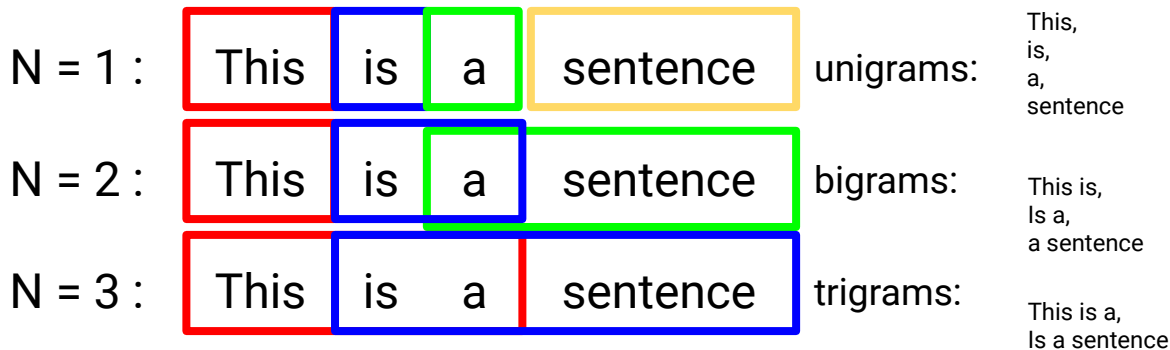 N = 1 : This is a sentence unigrams:
This,
is,
a,
sentence
N = 2 : This is a sentence bigrams:
This is,
Is a,
a sentence
N = 3 : This is a sentence trigrams:
This is a,
Is a sentence